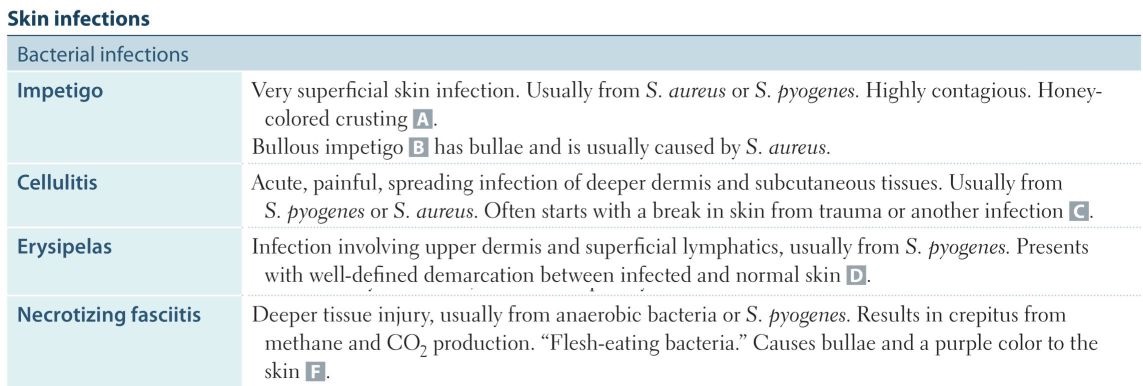 Skin infections
Bacterial infections
Impetigo
Very superficial skin infection. Usually from S. aureus or S. pyogenes. Highly contagious. Honey-
colored crusting A.
Bullous impetigo B has bullae and is usually caused by S. aureus.
Cellulitis
Acute, painful, spreading infection of deeper dermis and subcutaneous tissues. Usually from
S. pyogenes or S. aureus. Often starts with a break in skin from trauma or another infection C.
Erysipelas
Infection involving upper dermis and superficial lymphatics, usually from S. pyogenes. Presents
with well-defined demarcation between infected and normal skin D.
Necrotizing fasciitis
Deeper tissue injury, usually from anaerobic bacteria or S. pyogenes. Results in crepitus from
methane and CO₂ production. “Flesh-eating bacteria.” Causes bullae and a purple color to the
skin F.